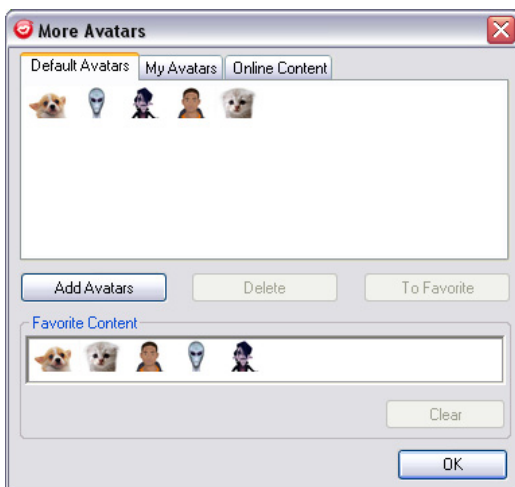 More Avatars
Default Avatars My Avatars Online Content
Add Avatars Delete To Favorite
Favorite Content
Clear
OK